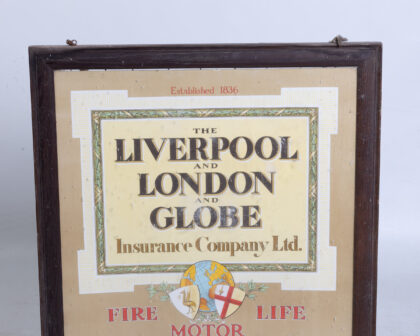 Established 1836
THE
LIVERPOOL
AND
LONDON
AND
GLOBE
Insurance Company Ltd.
FIRE LIFE
MOTOR